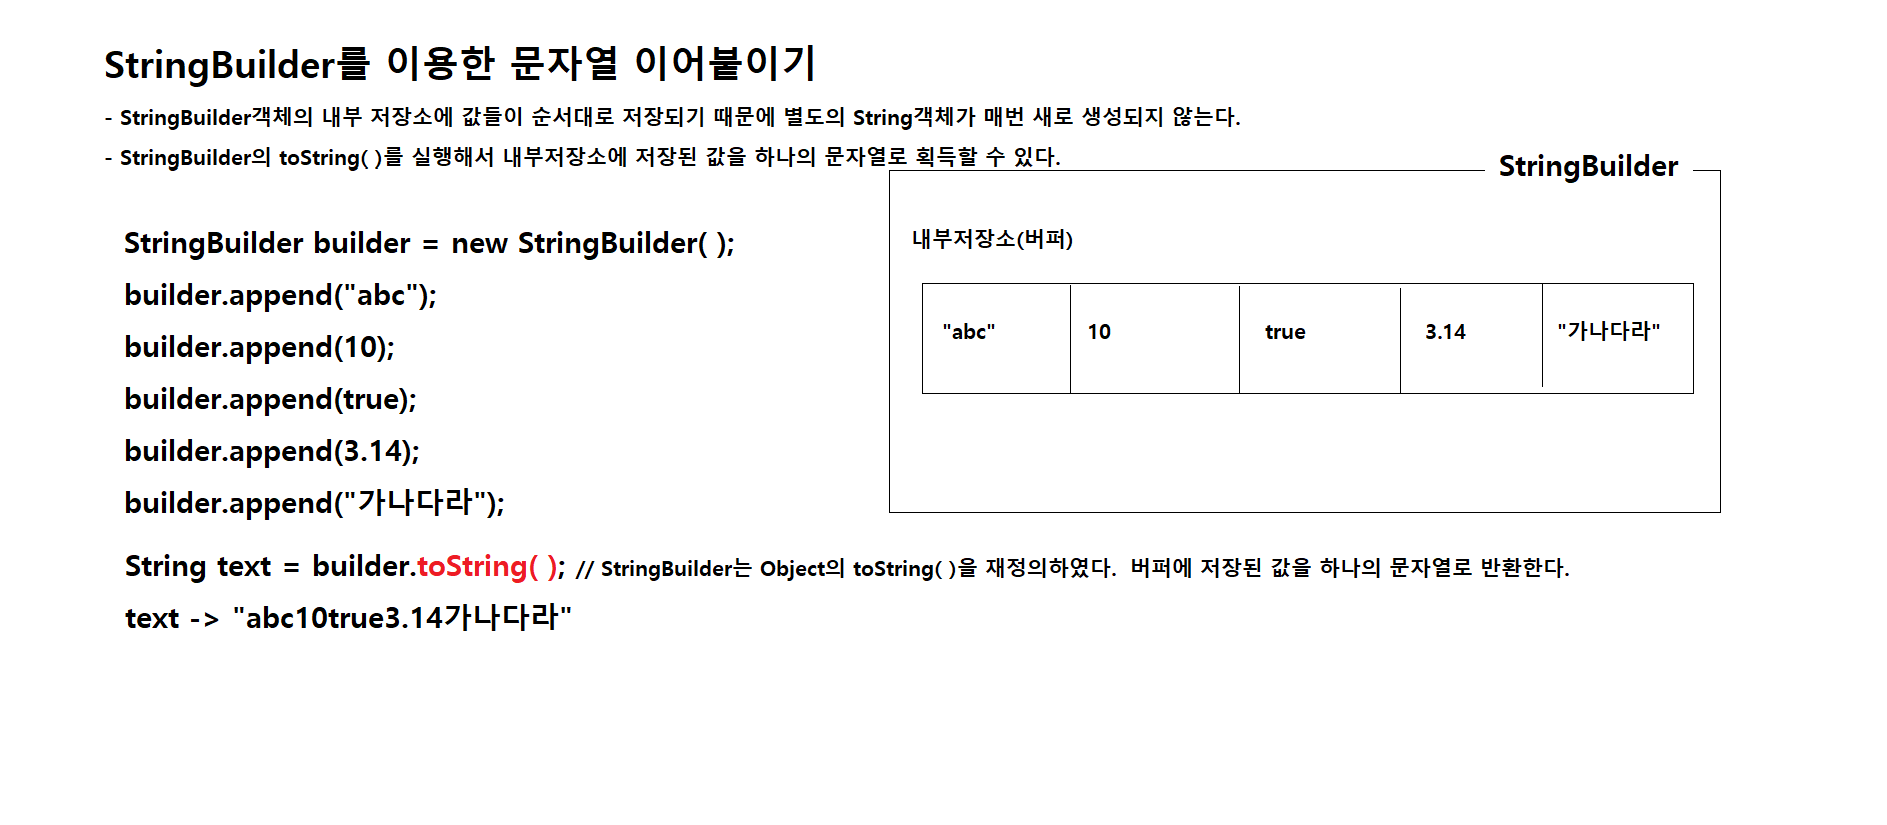 StringBuilder를 이용한 문자열 이어붙이기
- StringBuilder객체의 내부 저장소에 값들이 순서대로 저장되기 때문에 별도의 String객체가 매번 새로 생성되지 않는다.
- StringBuilder의 toString( )를 실행해서 내부저장소에 저장된 값을 하나의 문자열로 획득할 수 있다.
StringBuilder builder = new StringBuilder( );
builder.append("abc");
builder.append(10);
builder.append(true);
builder.append(3.14);
builder.append("가나다라");
StringBuilder
내부저장소(버퍼)
"abc" 10 true 3.14 "가나다라"
String text = builder.toString( ); // StringBuilder는 Object의 toString( )을 재정의하였다. 버퍼에 저장된 값을 하나의 문자열로 반환한다.
text -> "abc10true3.14가나다라"